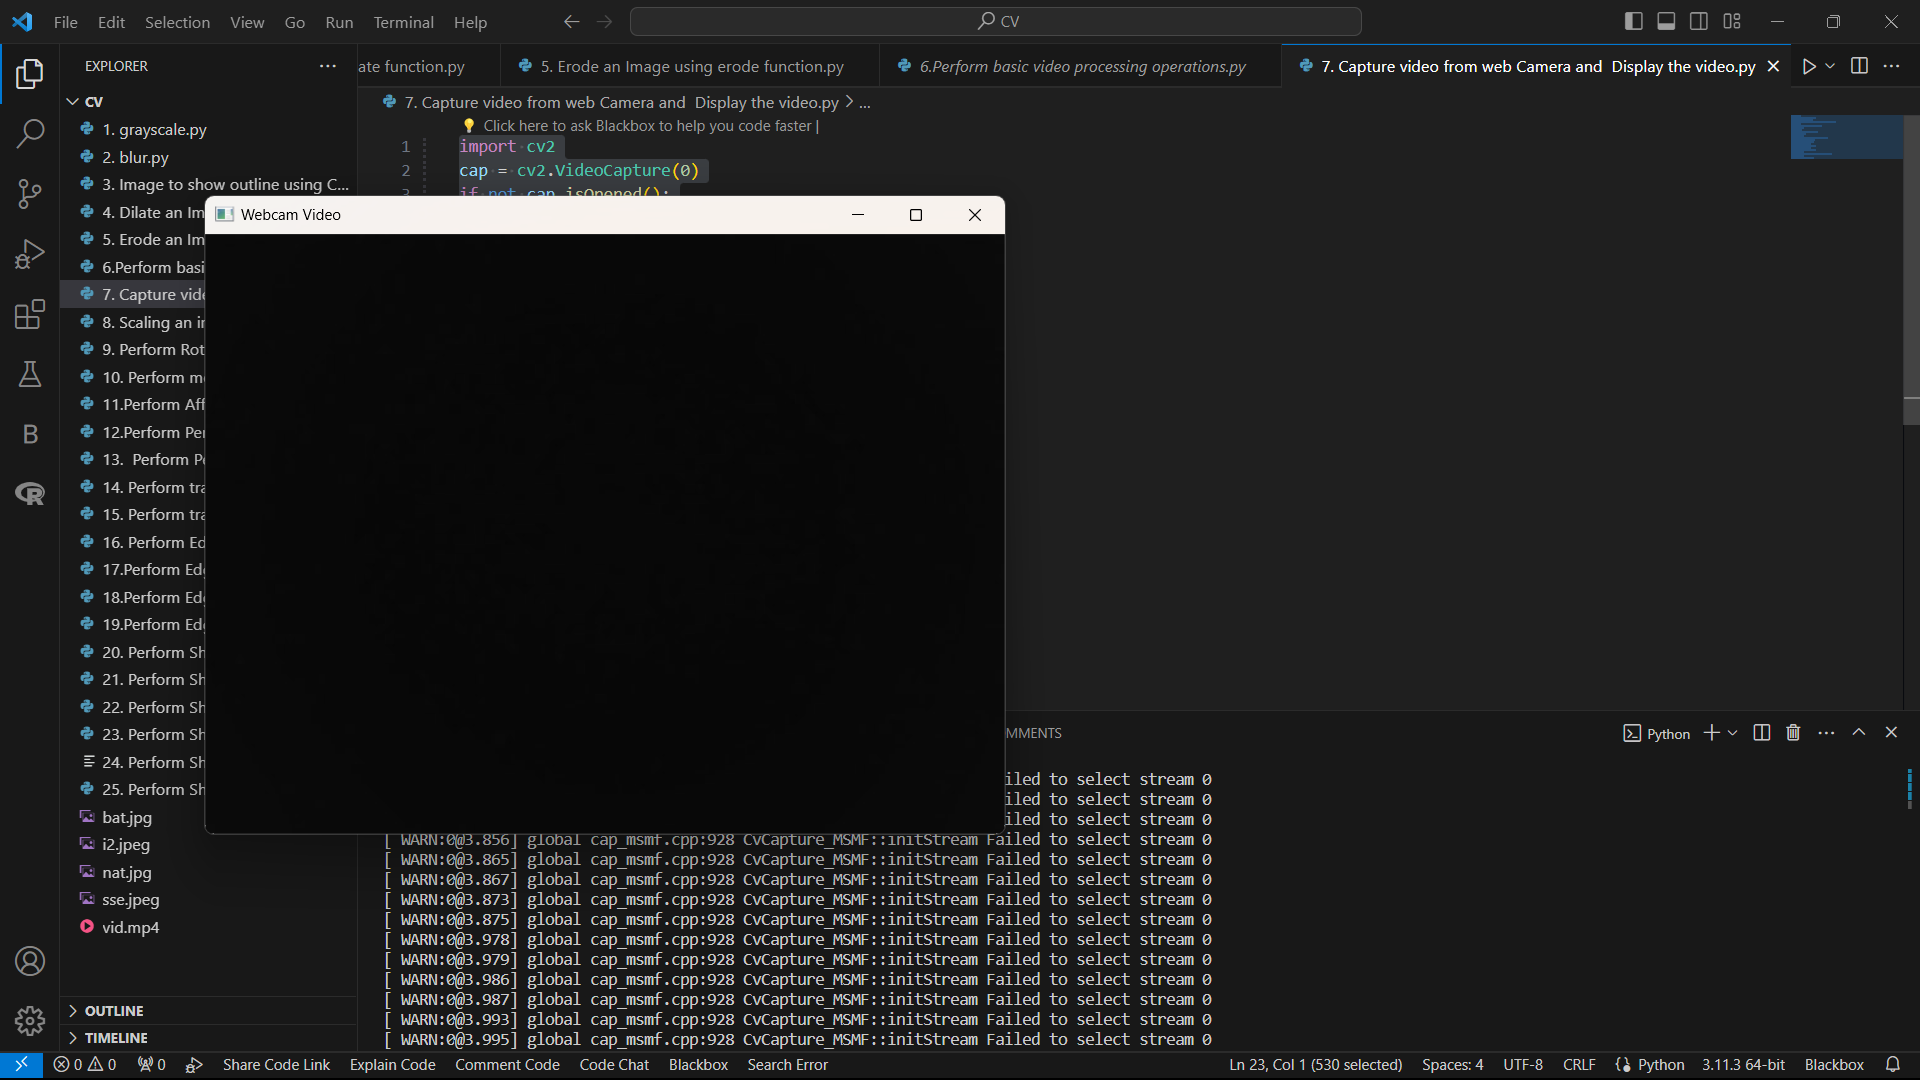 File Edit Selection View Go Run Terminal Help
CV
EXPLORER
ate function.py
5. Erode an Image using erode function.py
6.Perform basic video processing operations.py
7. Capture video from web Camera and Display the video.py
CV
7. Capture video from web Camera and Display the video.py > ...
Click here to ask Blackbox to help you code faster |
1 import cv2
2 cap = cv2.VideoCapture(0)
3 if not cap.isOpened():
Webcam Video
1. grayscale.py
2. blur.py
3. Image to show outline using C...
4. Dilate an Im
5. Erode an Im
6.Perform basi
7. Capture vide
8. Scaling an i
9. Perform Rot
10. Perform m
11.Perform Aff
12.Perform Per
13. Perform P
14. Perform tra
15. Perform tra
16. Perform Ed
17.Perform Ed
18.Perform Ed
19.Perform Ed
20. Perform Sh
21. Perform Sh
22. Perform Sh
23. Perform Sh
24. Perform Sh
25. Perform Sh
bat.jpg
i2.jpeg
nat.jpg
sse.jpeg
vid.mp4
OUTLINE
TIMELINE
MMENTS
Python
iled to select stream 0
iled to select stream 0
iled to select stream 0
[ WARN:0@3.856] global cap_msmf.cpp:928 CvCapture_MSMF::initStream Failed to select stream 0
[ WARN:0@3.865] global cap_msmf.cpp:928 CvCapture_MSMF::initStream Failed to select stream 0
[ WARN:0@3.867] global cap_msmf.cpp:928 CvCapture_MSMF::initStream Failed to select stream 0
[ WARN:0@3.873] global cap_msmf.cpp:928 CvCapture_MSMF::initStream Failed to select stream 0
[ WARN:0@3.875] global cap_msmf.cpp:928 CvCapture_MSMF::initStream Failed to select stream 0
[ WARN:0@3.978] global cap_msmf.cpp:928 CvCapture_MSMF::initStream Failed to select stream 0
[ WARN:0@3.979] global cap_msmf.cpp:928 CvCapture_MSMF::initStream Failed to select stream 0
[ WARN:0@3.986] global cap_msmf.cpp:928 CvCapture_MSMF::initStream Failed to select stream 0
[ WARN:0@3.987] global cap_msmf.cpp:928 CvCapture_MSMF::initStream Failed to select stream 0
[ WARN:0@3.993] global cap_msmf.cpp:928 CvCapture_MSMF::initStream Failed to select stream 0
[ WARN:0@3.995] global cap_msmf.cpp:928 CvCapture_MSMF::initStream Failed to select stream 0
0 0 0 Share Code Link Explain Code Comment Code Code Chat Blackbox Search Error Ln 23, Col 1 (530 selected) Spaces: 4 UTF-8 CRLF Python 3.11.3 64-bit Blackbox